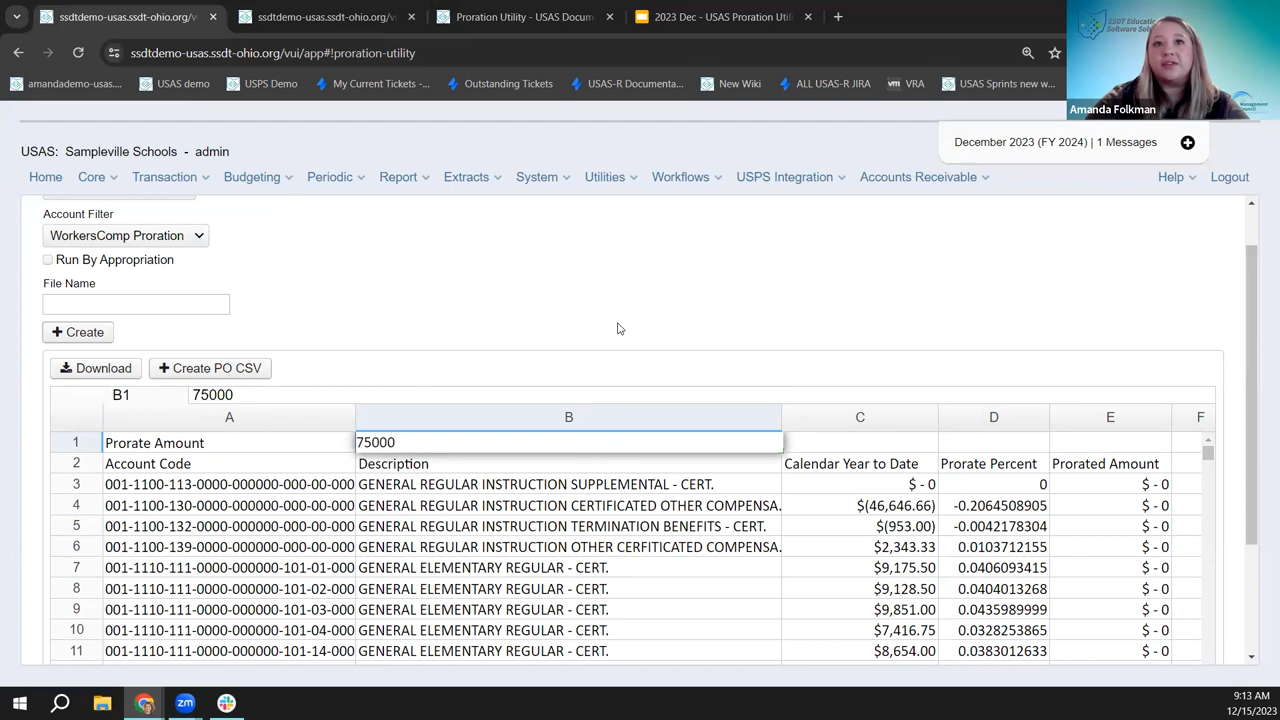 ssdtdemo-usas.ssdt-ohio.org/v
ssdtdemo-usas.ssdt-ohio.org/v
Proration Utility - USAS Docum
2023 Dec - USAS Proration Util
ssdtdemo-usas.ssdt-ohio.org/vui/app#!proration-utility
amandademo-usas....
USAS demo
USPS Demo
My Current Tickets -...
Outstanding Tickets
USAS-R Documenta...
New Wiki
ALL USAS-R JIRA
VRA
USAS Sprints new w
SSDT Educati
Software Sol
Management
Council
Amanda Folkman
December 2023 (FY 2024) | 1 Messages
USAS: Sampleville Schools - admin
Home Core Transaction Budgeting Periodic Report Extracts System Utilities Workflows USPS Integration Accounts Receivable Help Logout
Account Filter
WorkersComp Proration
Run By Appropriation
File Name
Create
Download Create PO CSV
B1 75000
A B C D E F
1 Prorate Amount 75000
2 Account Code Description Calendar Year to Date Prorate Percent Prorated Amount
3 001-1100-113-0000-000000-000-00-000 GENERAL REGULAR INSTRUCTION SUPPLEMENTAL - CERT. $ - 0 0 $ - 0
4 001-1100-130-0000-000000-000-00-000 GENERAL REGULAR INSTRUCTION CERTIFICATED OTHER COMPENSA. $(46,646.66) -0.2064508905 $ - 0
5 001-1100-132-0000-000000-000-00-000 GENERAL REGULAR INSTRUCTION TERMINATION BENEFITS - CERT. $(953.00) -0.0042178304 $ - 0
6 001-1100-139-0000-000000-000-00-000 GENERAL REGULAR INSTRUCTION OTHER CERFITICATED COMPENSA. $2,343.33 0.0103712155 $ - 0
7 001-1110-111-0000-000000-101-01-000 GENERAL ELEMENTARY REGULAR - CERT. $9,175.50 0.0406093415 $ - 0
8 001-1110-111-0000-000000-101-02-000 GENERAL ELEMENTARY REGULAR - CERT. $9,128.50 0.0404013268 $ - 0
9 001-1110-111-0000-000000-101-03-000 GENERAL ELEMENTARY REGULAR - CERT. $9,851.00 0.0435989999 $ - 0
10 001-1110-111-0000-000000-101-04-000 GENERAL ELEMENTARY REGULAR - CERT. $7,416.75 0.0328253865 $ - 0
11 001-1110-111-0000-000000-101-14-000 GENERAL ELEMENTARY REGULAR - CERT. $8,654.00 0.0383012633 $ - 0
zm
9:13 AM
12/15/2023